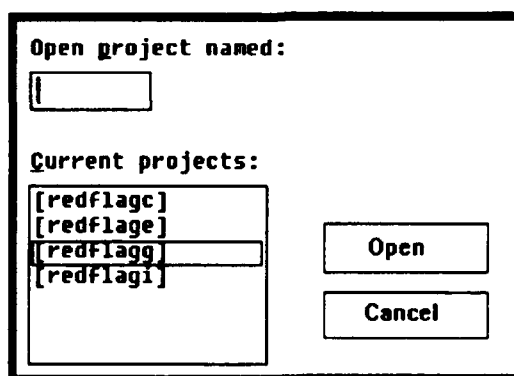 Open project named:
Current projects:
[redflagc]
[redflage]
[redflagg]
[redflagi]
Open
Cancel